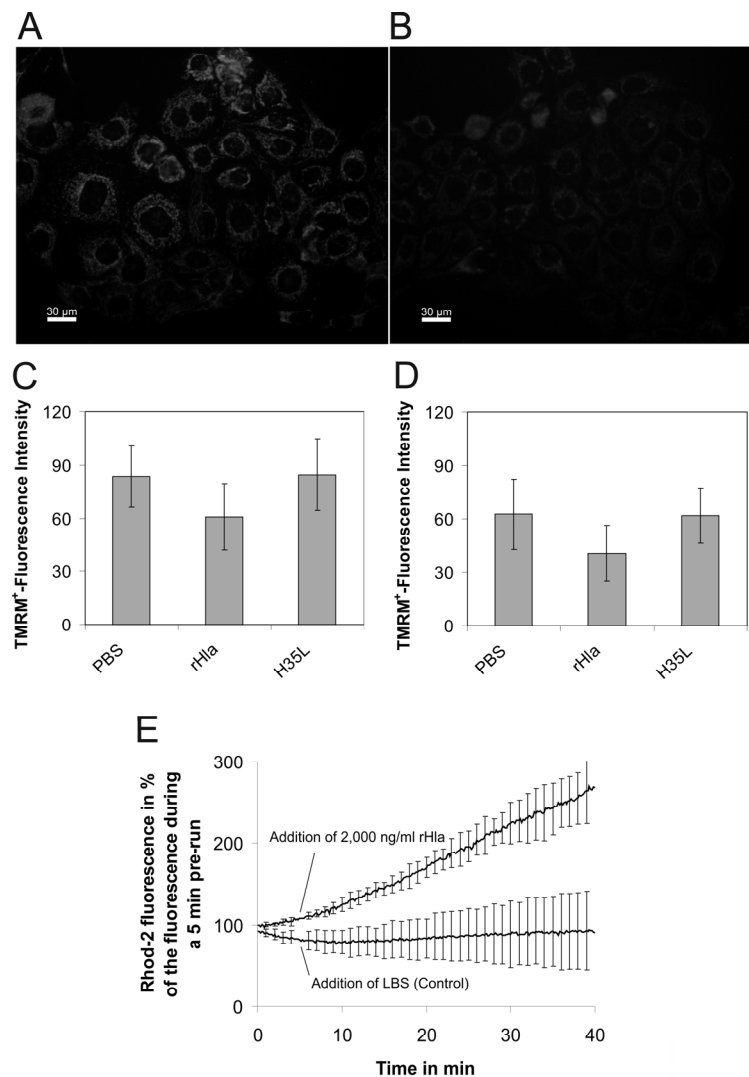 A
B
30 µm
30 µm
C
D
TMRM⁺-Fluorescence Intensity
120
90
60
30
0
PBS
rHla
H35L
TMRM⁺-Fluorescence Intensity
120
90
60
30
0
PBS
rHla
H35L
E
Rhod-2 fluorescence in %
of the fluorescence during
a 5 min pre-run
300
200
100
0
Addition of 2,000 ng/ml rHla
Addition of LBS (Control)
0
10
20
30
40
Time in min